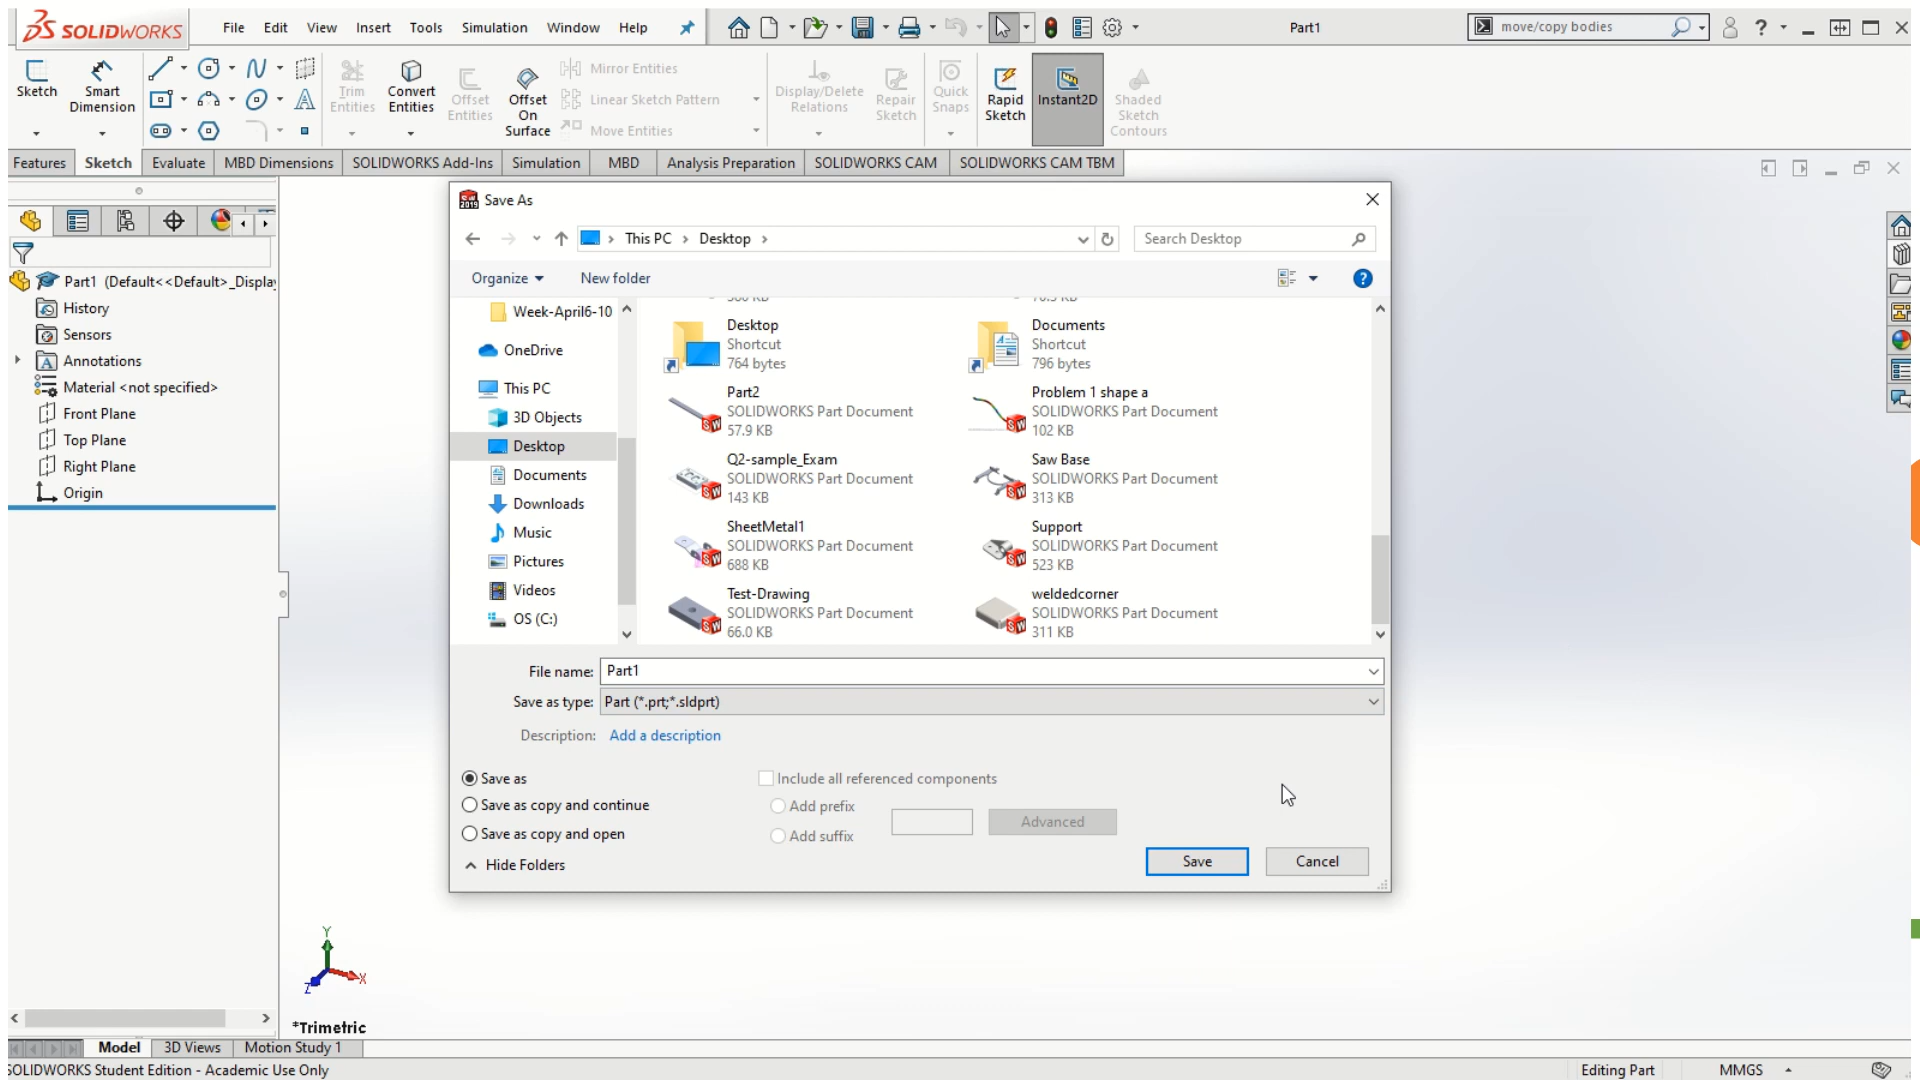 SOLIDWORKS File Edit View Insert Tools Simulation Window Help Part1 move/copy bodies ?
Sketch Smart Dimension Trim Entities Convert Entities Offset Entities Offset On Surface Mirror Entities Linear Sketch Pattern Move Entities Display/Delete Relations Repair Sketch Quick Snaps Rapid Sketch Instant2D Shaded Sketch Contours
Features Sketch Evaluate MBD Dimensions SOLIDWORKS Add-Ins Simulation MBD Analysis Preparation SOLIDWORKS CAM SOLIDWORKS CAM TBM
Part1 (Default<<Default>_Display
History
Sensors
Annotations
Material <not specified>
Front Plane
Top Plane
Right Plane
Origin
Save As
This PC > Desktop >
Search Desktop
Organize
New folder
Week-April6-10
OneDrive
This PC
3D Objects
Desktop
Documents
Downloads
Music
Pictures
Videos
OS (C:)
Desktop
Shortcut
764 bytes
Documents
Shortcut
796 bytes
Part2
SOLIDWORKS Part Document
57.9 KB
Problem 1 shape a
SOLIDWORKS Part Document
102 KB
Q2-sample_Exam
SOLIDWORKS Part Document
143 KB
Saw Base
SOLIDWORKS Part Document
313 KB
SheetMetal1
SOLIDWORKS Part Document
688 KB
Support
SOLIDWORKS Part Document
523 KB
Test-Drawing
SOLIDWORKS Part Document
66.0 KB
weldedcorner
SOLIDWORKS Part Document
311 KB
File name: Part1
Save as type: Part (*.prt;*.sldprt)
Description: Add a description
Save as
Save as copy and continue
Save as copy and open
Include all referenced components
Add prefix
Add suffix
Advanced
Hide Folders
Save
Cancel
Y
X
Z
*Trimetric
Model 3D Views Motion Study 1
SOLIDWORKS Student Edition - Academic Use Only
Editing Part MMGS